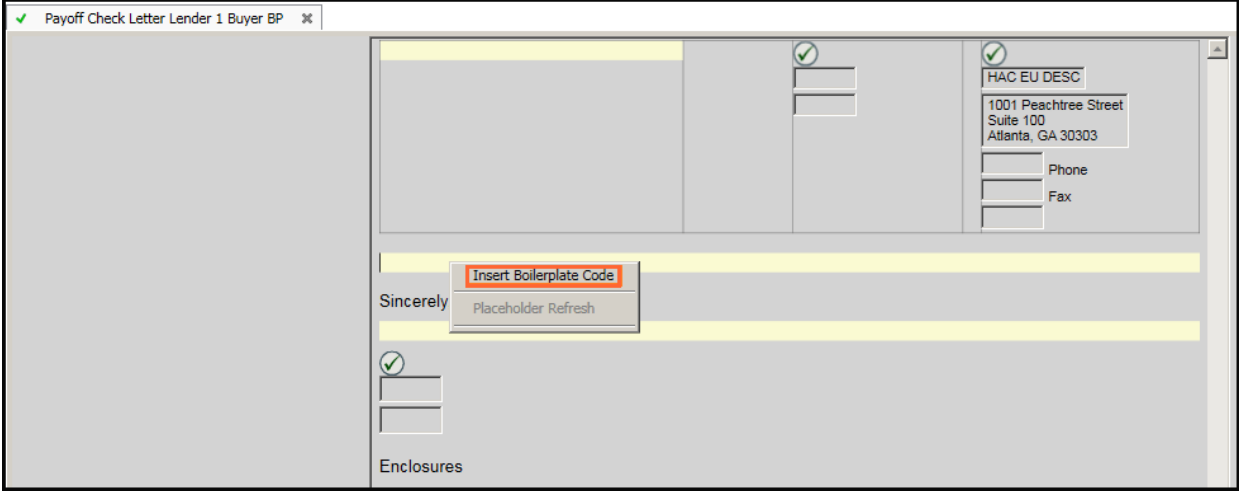 Payoff Check Letter Lender 1 Buyer BP
HAC EU DESC
1001 Peachtree Street
Suite 100
Atlanta, GA 30303
Phone
Fax
Insert Boilerplate Code
Sincerely
Placeholder Refresh
Enclosures